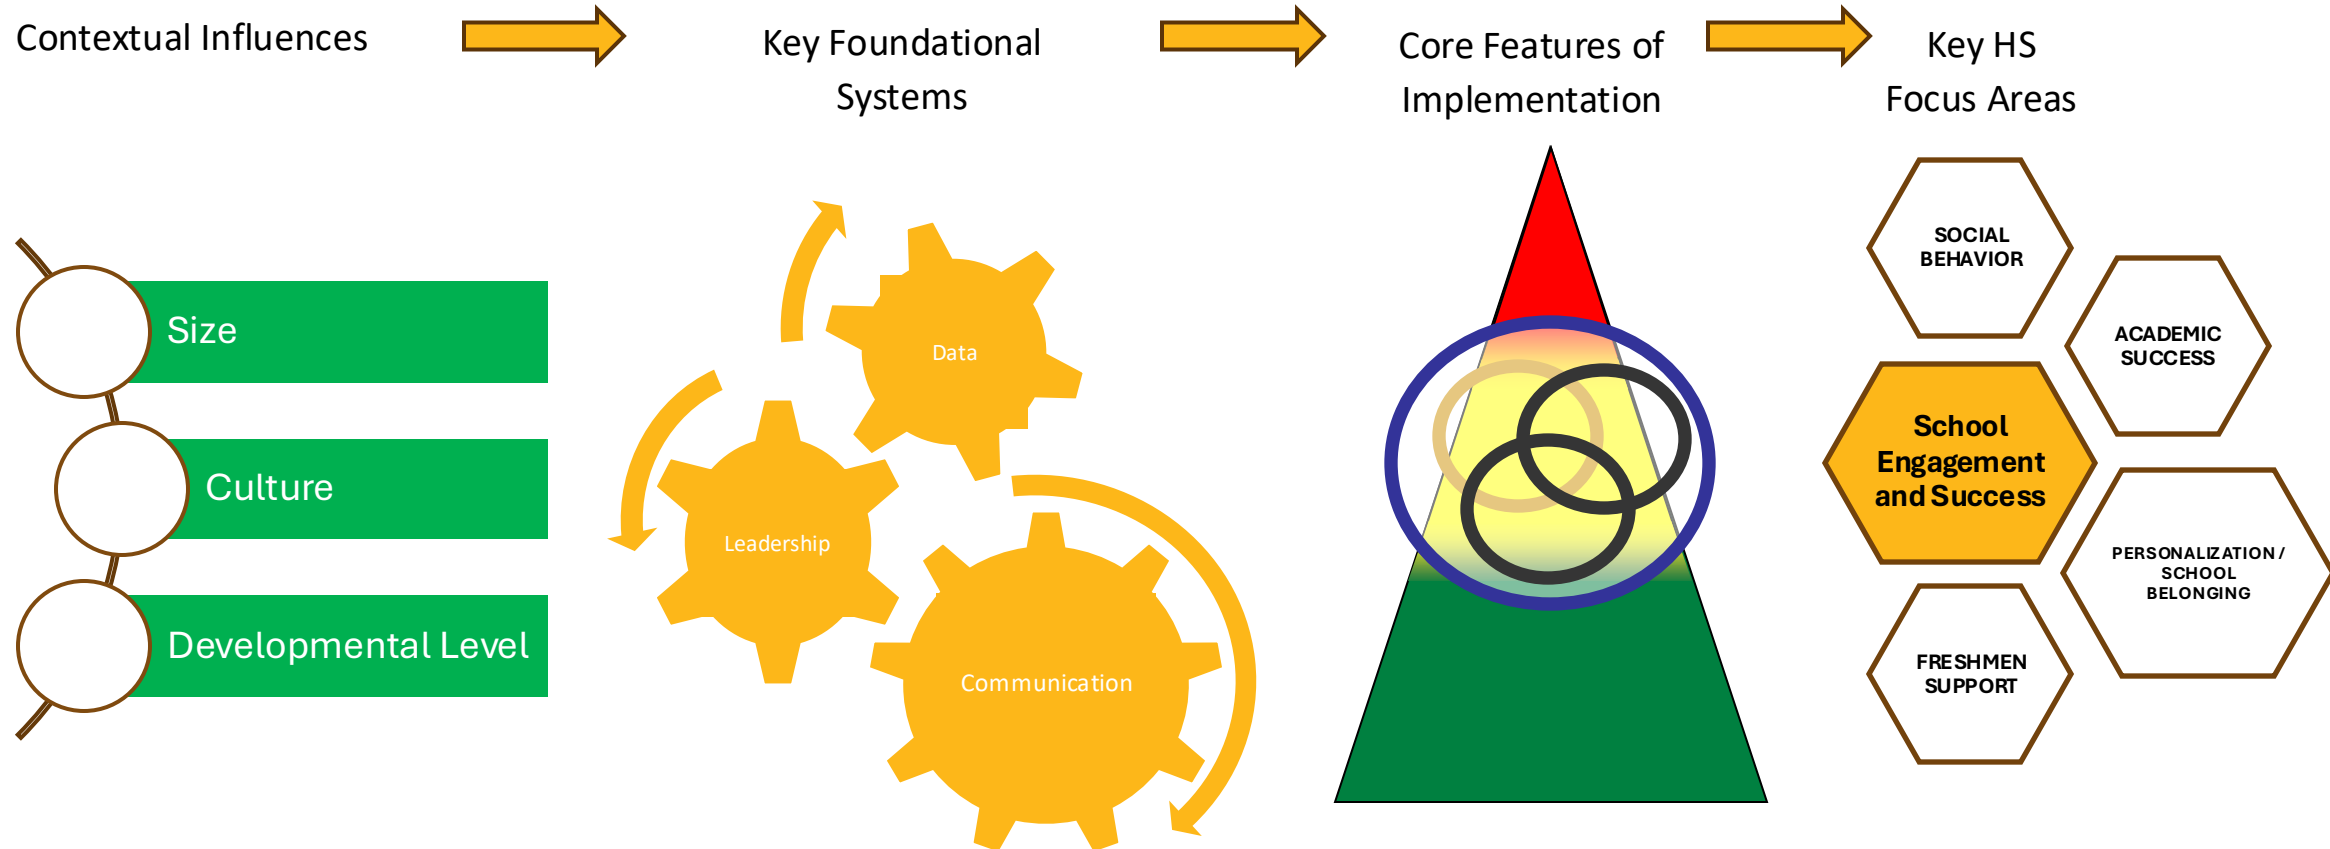 Contextual Influences
Key Foundational
Systems
Core Features of
Implementation
Key HS
Focus Areas
Size
Culture
Developmental Level
Data
Leadership
Communication
SOCIAL
BEHAVIOR
ACADEMIC
SUCCESS
School
Engagement
and Success
PERSONALIZATION /
SCHOOL
BELONGING
FRESHMEN
SUPPORT